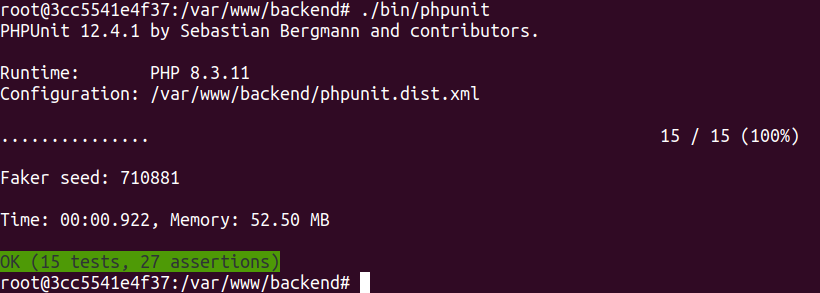 root@3cc5541e4f37:/var/www/backend# ./bin/phpunit
PHPUnit 12.4.1 by Sebastian Bergmann and contributors.
Runtime:       PHP 8.3.11
Configuration: /var/www/backend/phpunit.dist.xml
...............                                                   15 / 15 (100%)
Faker seed: 710881
Time: 00:00.922, Memory: 52.50 MB
OK (15 tests, 27 assertions)
root@3cc5541e4f37:/var/www/backend#